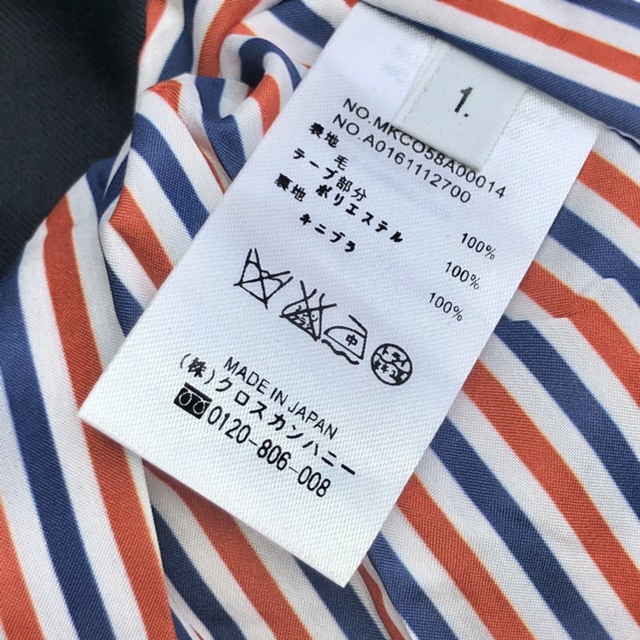 1.
NO.MKCO58A00014
NO.A0161112700
表地
毛 100%
テープ部分
ポリエステル 100%
裏地
キュプラ 100%
中
MADE IN JAPAN
(株)クロスカンパニー
0120-806-008